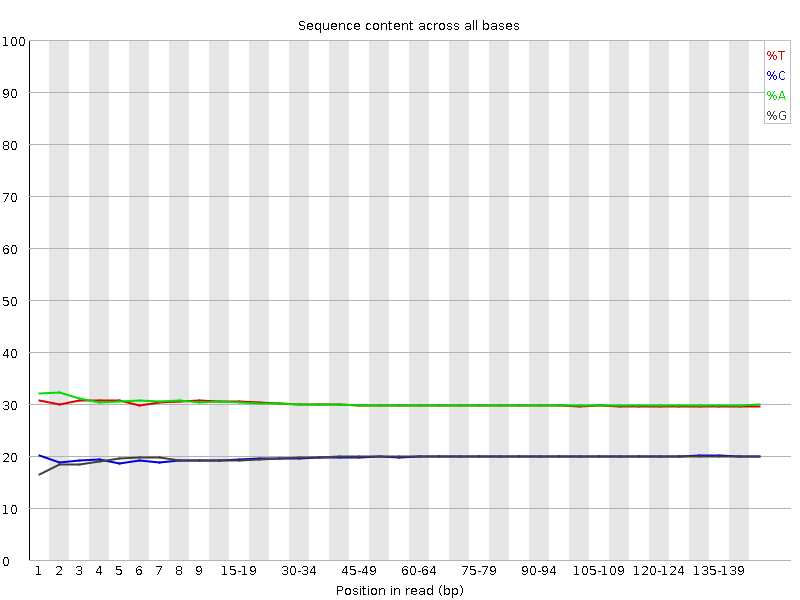 Sequence content across all bases
100
90
80
70
60
50
40
30
20
10
0
%T
%C
%A
%G
1 2 3 4 5 6 7 8 9 15-19 30-34 45-49 60-64 75-79 90-94 105-109 120-124 135-139
Position in read (bp)